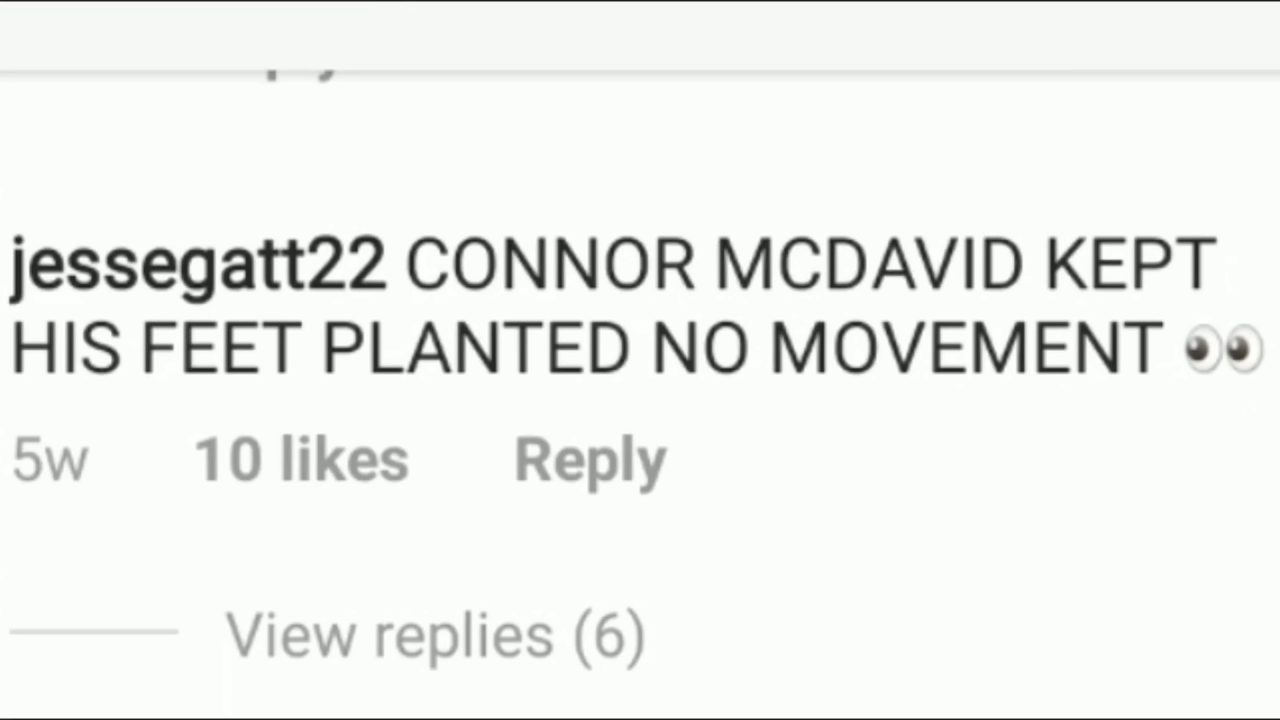 jessegatt22 CONNOR MCDAVID KEPT
HIS FEET PLANTED NO MOVEMENT 👀
5w 10 likes Reply
View replies (6)